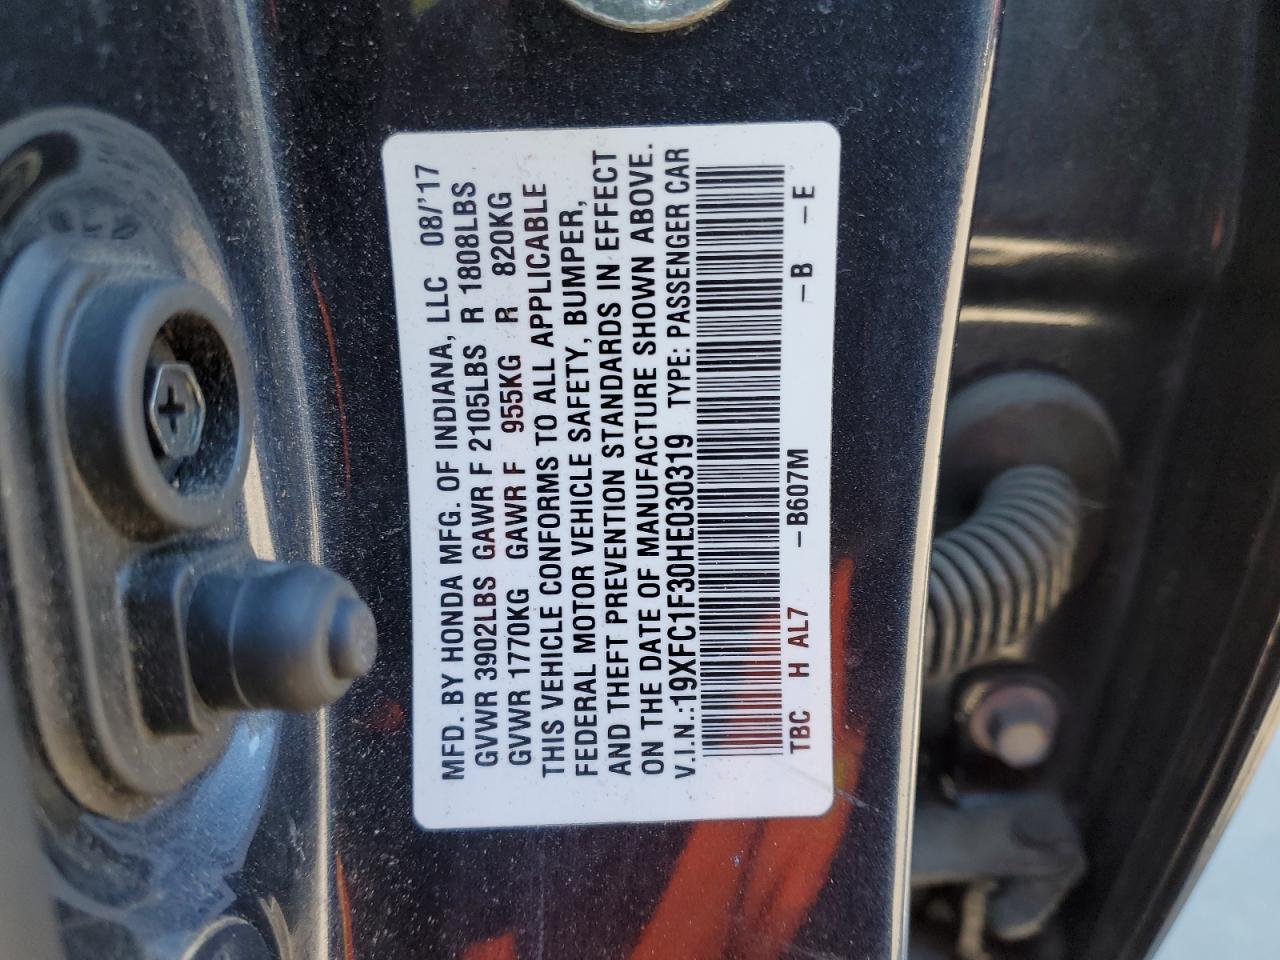 MFD. BY HONDA MFG. OF INDIANA, LLC 08/'17
GVWR 3902LBS GAWR F 2105LBS R 1808LBS
GVWR 1770KG GAWR F 955KG R 820KG
THIS VEHICLE CONFORMS TO ALL APPLICABLE
FEDERAL MOTOR VEHICLE SAFETY, BUMPER,
AND THEFT PREVENTION STANDARDS IN EFFECT
ON THE DATE OF MANUFACTURE SHOWN ABOVE.
V.I.N.:19XFC1F30HE030319 TYPE: PASSENGER CAR
TBC H AL7 -B607M -B -E